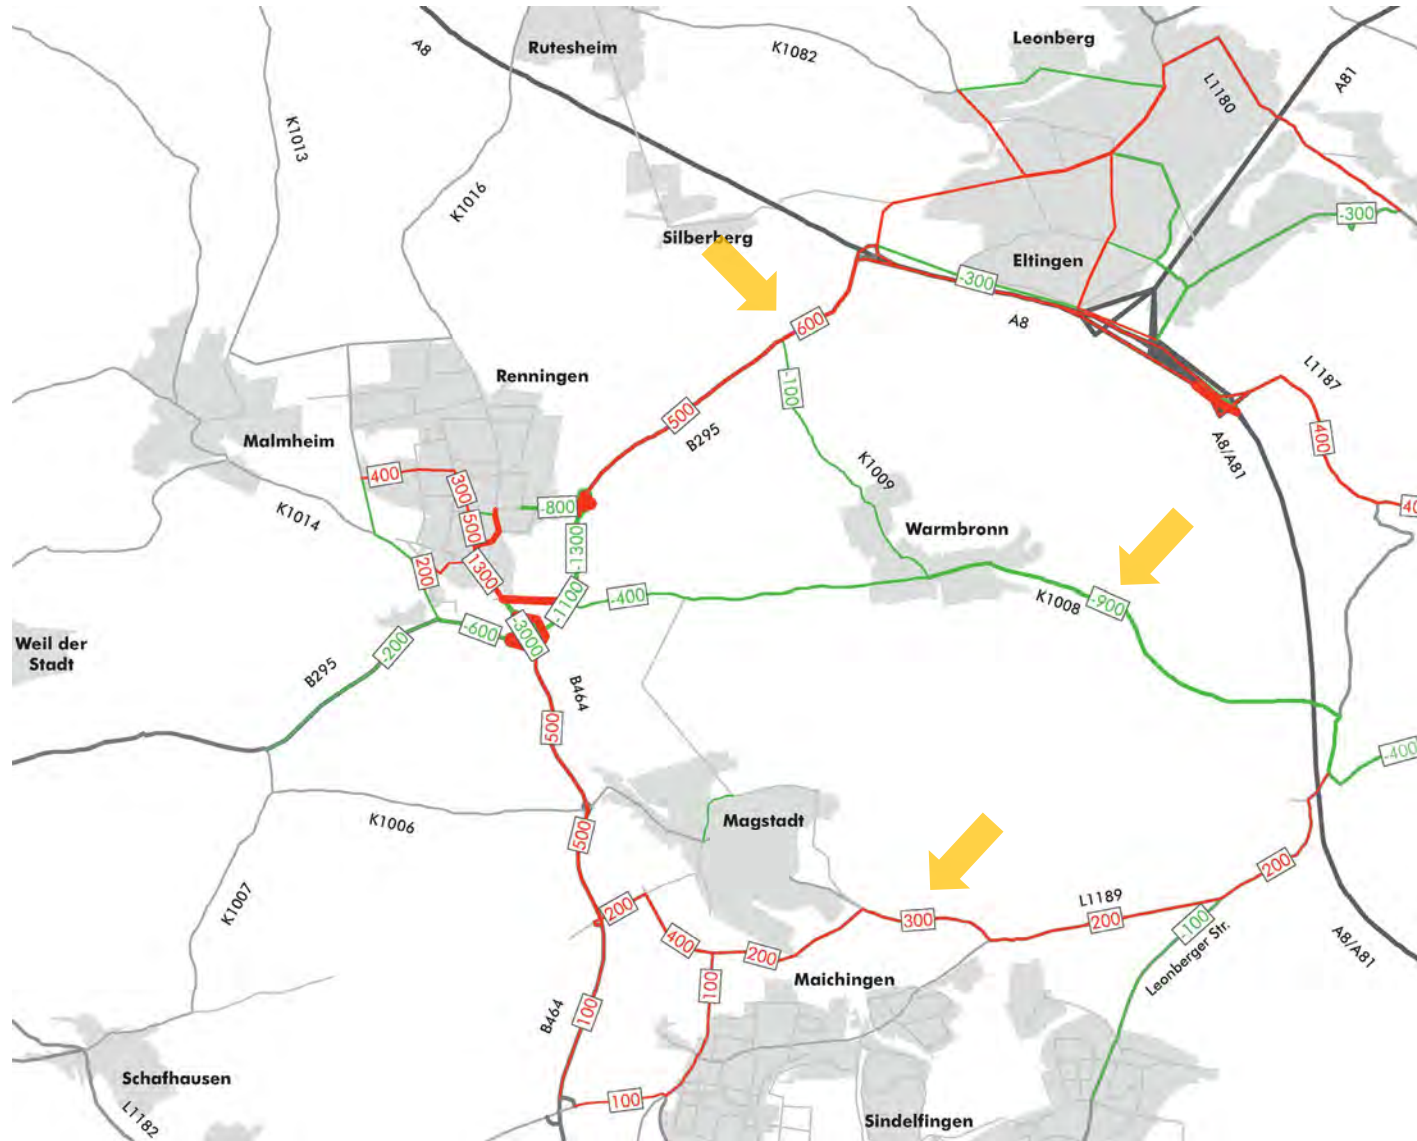 A8
Rutesheim
K1082
Leonberg
A81
L1180
K1013
K1016
Silberberg
-300
Eltingen
-300
A8
600
L1187
Renningen
-100
500
B295
400
A8/A81
Malmheim
K1009
400
300
-800
40
K1014
500
Warmbronn
-1300
200
1300
-1100
-400
K1008
-900
-3000
-600
Weil der
Stadt
-200
B295
B464
500
-400
K1006
500
Magstadt
K1007
200
200
300
L1189
200
-100
Leonberger Str.
400
200
A8/A81
Maichingen
100
B464
100
Schafhausen
100
L1182
Sindelfingen